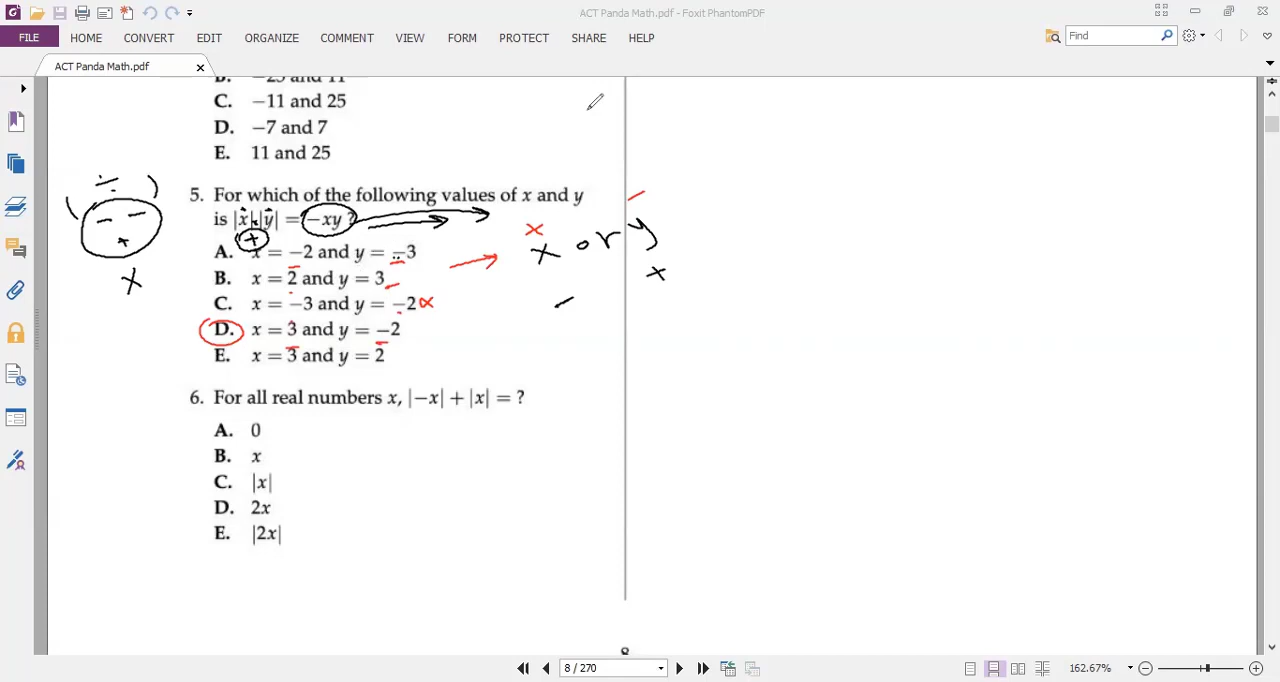 ACT Panda Math.pdf - Foxit PhantomPDF
FILE HOME CONVERT EDIT ORGANIZE COMMENT VIEW FORM PROTECT SHARE HELP
Find
ACT Panda Math.pdf
C. −11 and 25
D. −7 and 7
E. 11 and 25
5. For which of the following values of x and y
is |x|·|y| = −xy ?
A. x = −2 and y = −3
B. x = 2 and y = 3
C. x = −3 and y = −2
D. x = 3 and y = −2
E. x = 3 and y = 2
x or y
6. For all real numbers x, |−x| + |x| = ?
A. 0
B. x
C. |x|
D. 2x
E. |2x|
8 / 270
162.67%